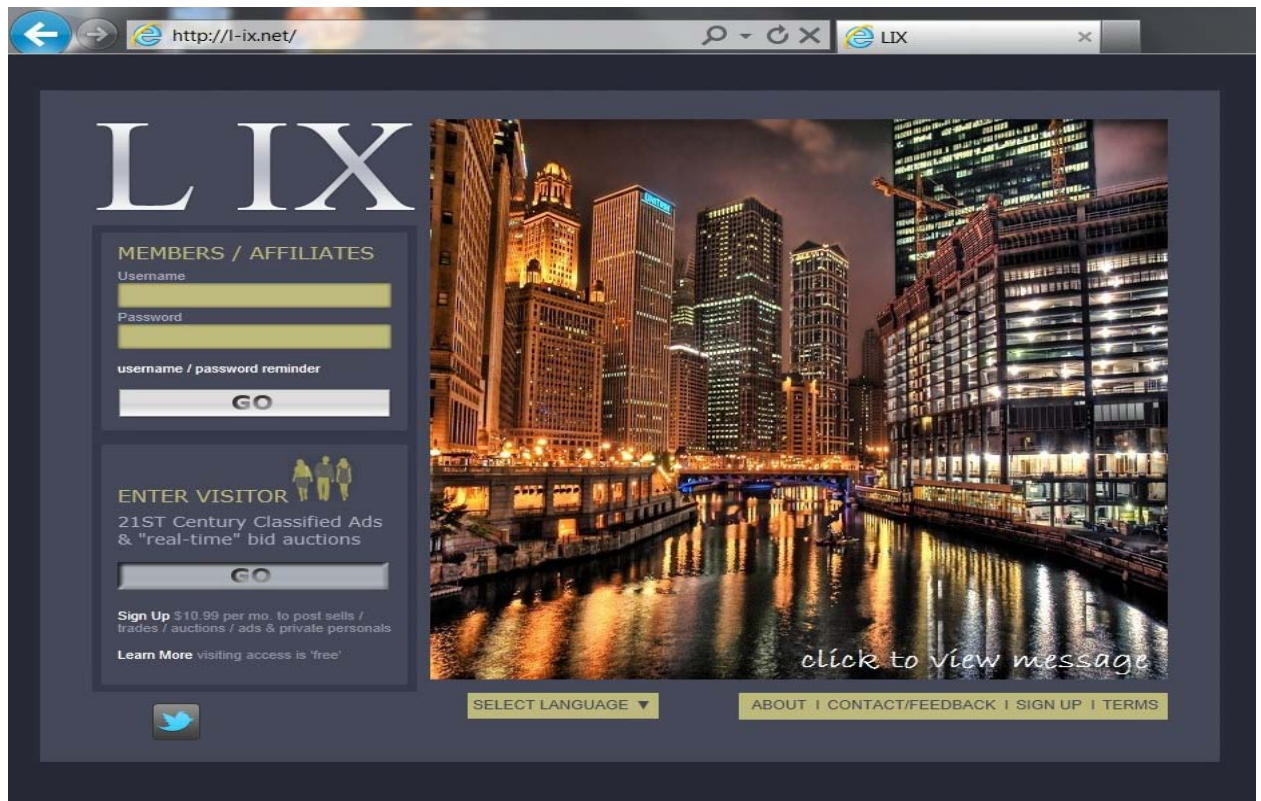 http://l-ix.net/
LIX
L IX
MEMBERS / AFFILIATES
Username
Password
username / password reminder
GO
ENTER VISITOR
21ST Century Classified Ads
& "real-time" bid auctions
GO
Sign Up $10.99 per mo. to post sells /
trades / auctions / ads & private personals
Learn More visiting access is 'free'
UNITRIN
click to view message
SELECT LANGUAGE ▼
ABOUT I CONTACT/FEEDBACK I SIGN UP I TERMS